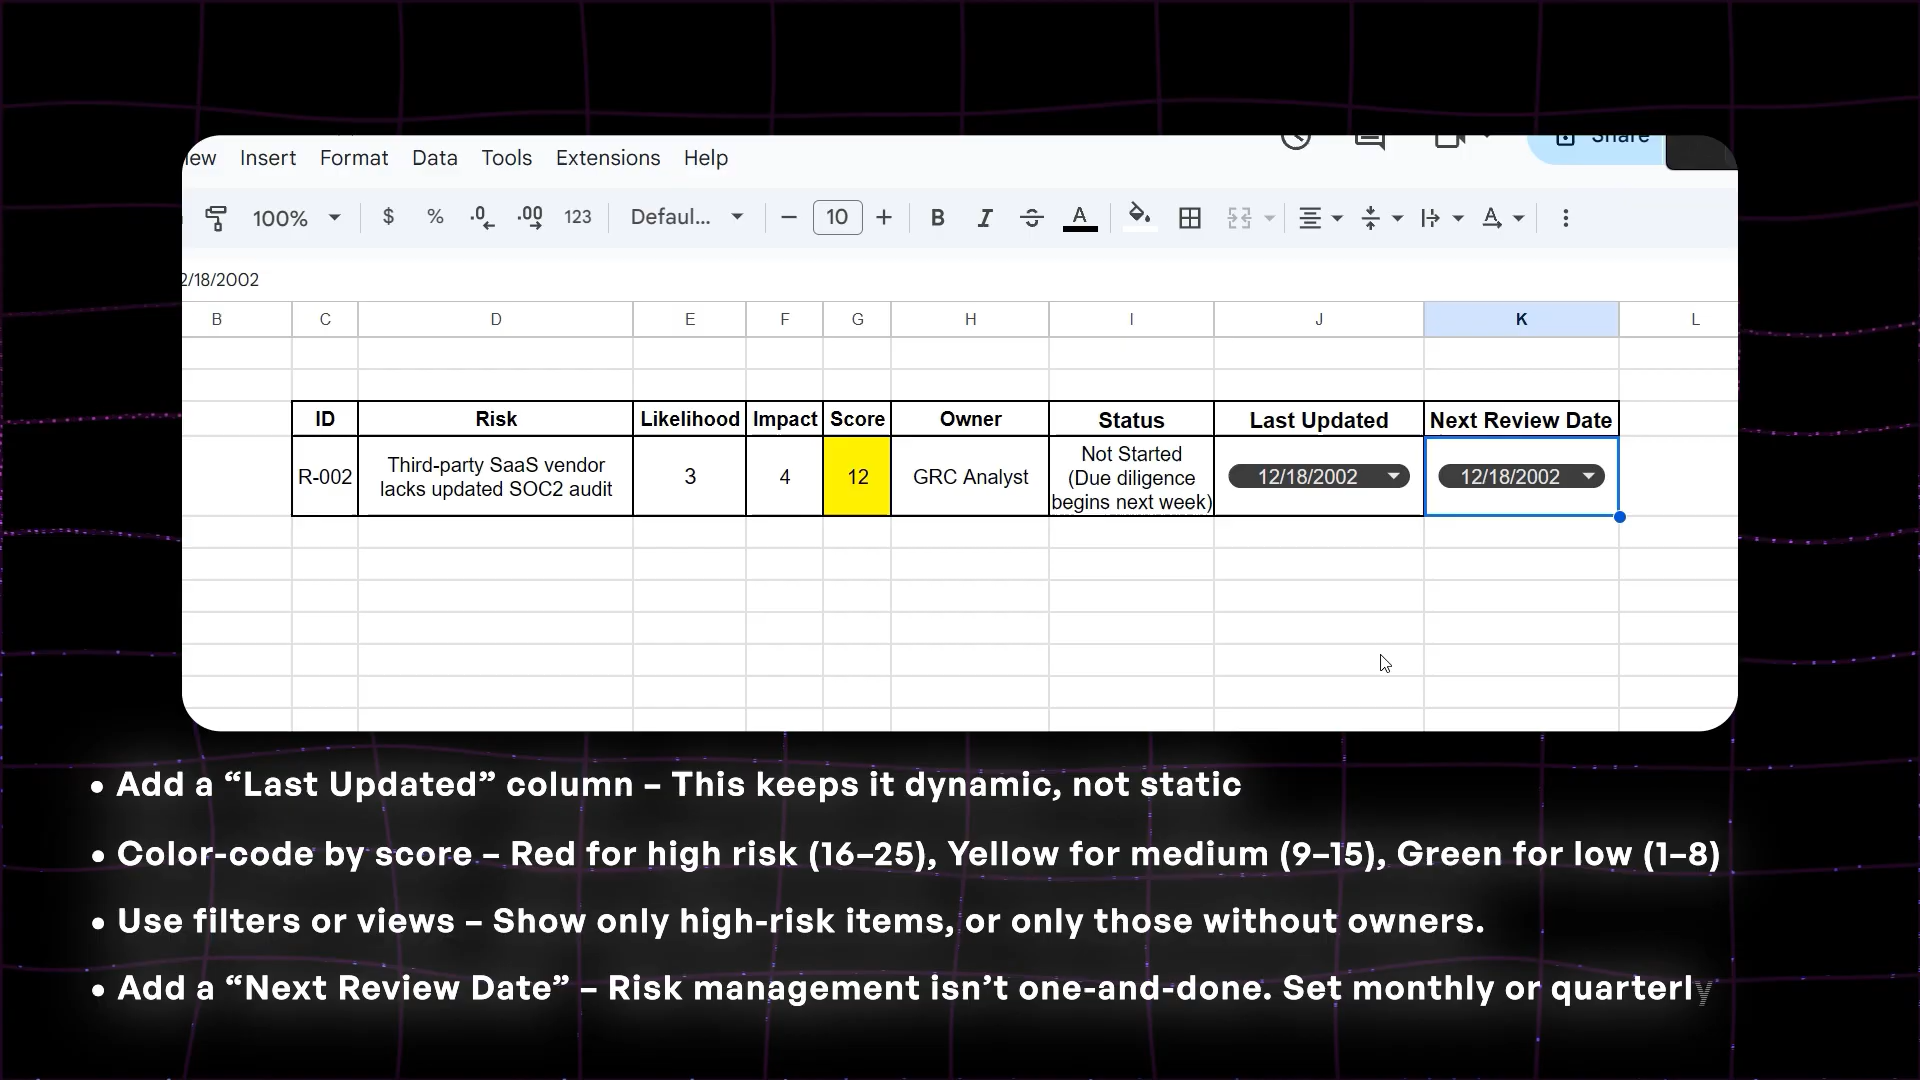 Share
iew Insert Format Data Tools Extensions Help
100% $ % .0 .00 123 Defaul... 10 B I S A
2/18/2002
B C D E F G H I J K L
ID Risk Likelihood Impact Score Owner Status Last Updated Next Review Date
R-002 Third-party SaaS vendor lacks updated SOC2 audit 3 4 12 GRC Analyst Not Started (Due diligence begins next week) 12/18/2002 12/18/2002
• Add a “Last Updated” column – This keeps it dynamic, not static
• Color-code by score – Red for high risk (16–25), Yellow for medium (9–15), Green for low (1–8)
• Use filters or views – Show only high-risk items, or only those without owners.
• Add a “Next Review Date” – Risk management isn’t one-and-done. Set monthly or quarterly